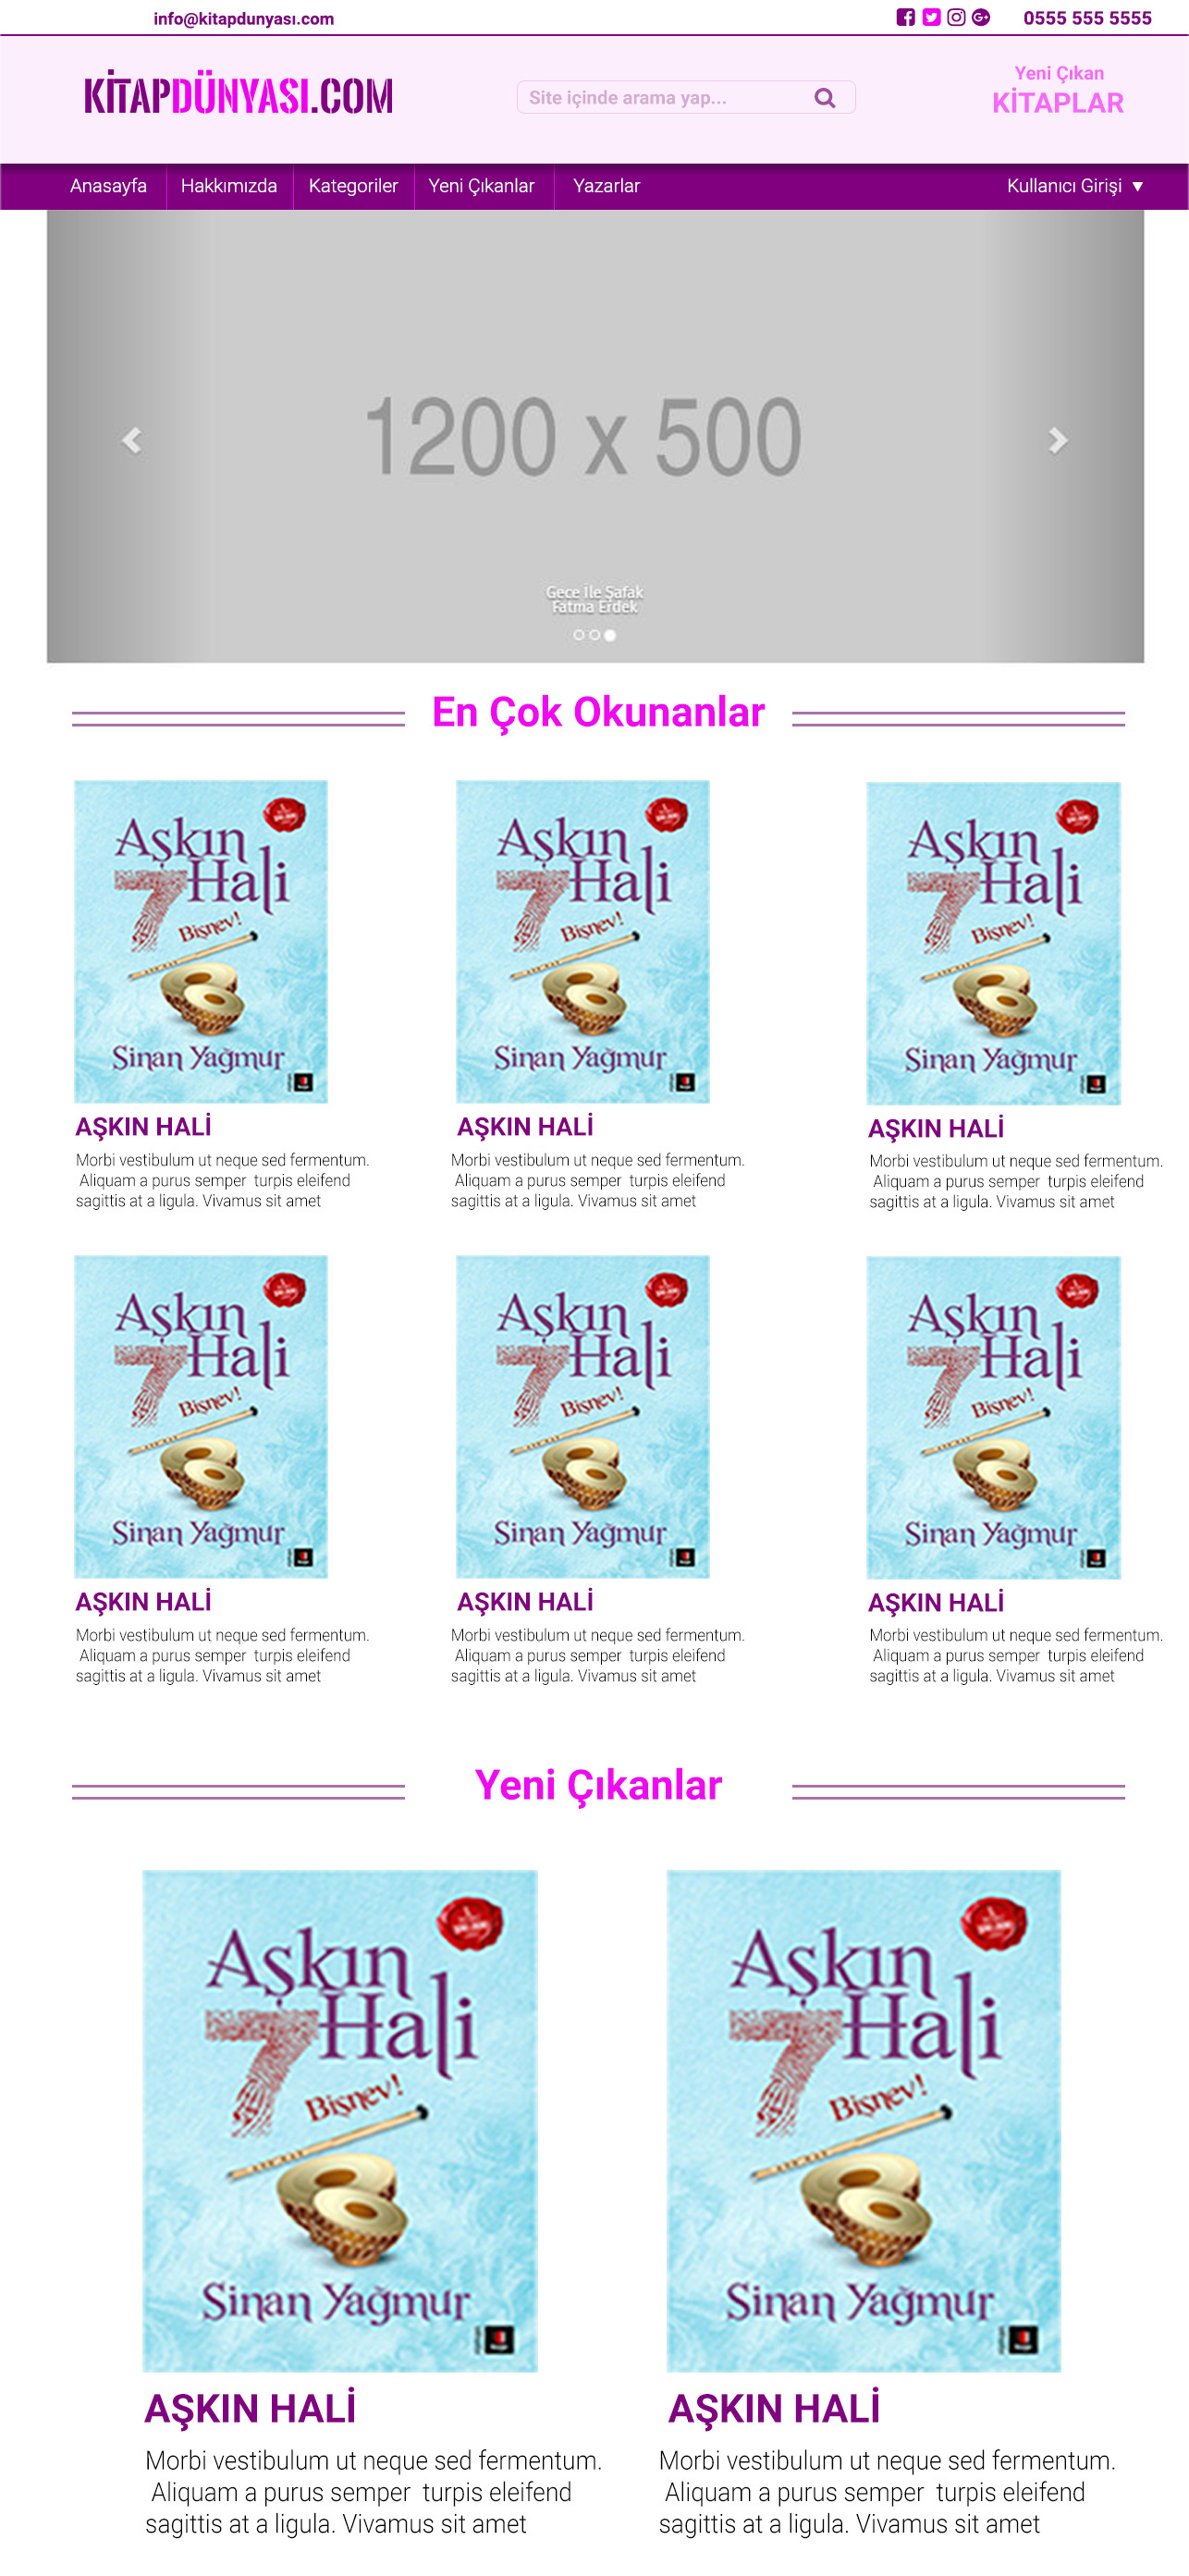 info@kitapdunyası.com
0555 555 5555
KİTAPDÜNYASI.COM
Site içinde arama yap...
Yeni Çıkan
KİTAPLAR
Anasayfa Hakkımızda Kategoriler Yeni Çıkanlar Yazarlar Kullanıcı Girişi ▼
1200 x 500
Gece İle Şafak
Fatma Erdek
En Çok Okunanlar
Aşkın
7 Hali
Bişnev!
Sinan Yağmur
AŞKIN HALİ
Morbi vestibulum ut neque sed fermentum.
Aliquam a purus semper turpis eleifend
sagittis at a ligula. Vivamus sit amet
Aşkın
7 Hali
Bişnev!
Sinan Yağmur
AŞKIN HALİ
Morbi vestibulum ut neque sed fermentum.
Aliquam a purus semper turpis eleifend
sagittis at a ligula. Vivamus sit amet
Aşkın
7 Hali
Bişnev!
Sinan Yağmur
AŞKIN HALİ
Morbi vestibulum ut neque sed fermentum.
Aliquam a purus semper turpis eleifend
sagittis at a ligula. Vivamus sit amet
Aşkın
7 Hali
Bişnev!
Sinan Yağmur
AŞKIN HALİ
Morbi vestibulum ut neque sed fermentum.
Aliquam a purus semper turpis eleifend
sagittis at a ligula. Vivamus sit amet
Aşkın
7 Hali
Bişnev!
Sinan Yağmur
AŞKIN HALİ
Morbi vestibulum ut neque sed fermentum.
Aliquam a purus semper turpis eleifend
sagittis at a ligula. Vivamus sit amet
Aşkın
7 Hali
Bişnev!
Sinan Yağmur
AŞKIN HALİ
Morbi vestibulum ut neque sed fermentum.
Aliquam a purus semper turpis eleifend
sagittis at a ligula. Vivamus sit amet
Yeni Çıkanlar
Aşkın
7 Hali
Bişnev!
Sinan Yağmur
AŞKIN HALİ
Morbi vestibulum ut neque sed fermentum.
Aliquam a purus semper turpis eleifend
sagittis at a ligula. Vivamus sit amet
Aşkın
7 Hali
Bişnev!
Sinan Yağmur
AŞKIN HALİ
Morbi vestibulum ut neque sed fermentum.
Aliquam a purus semper turpis eleifend
sagittis at a ligula. Vivamus sit amet